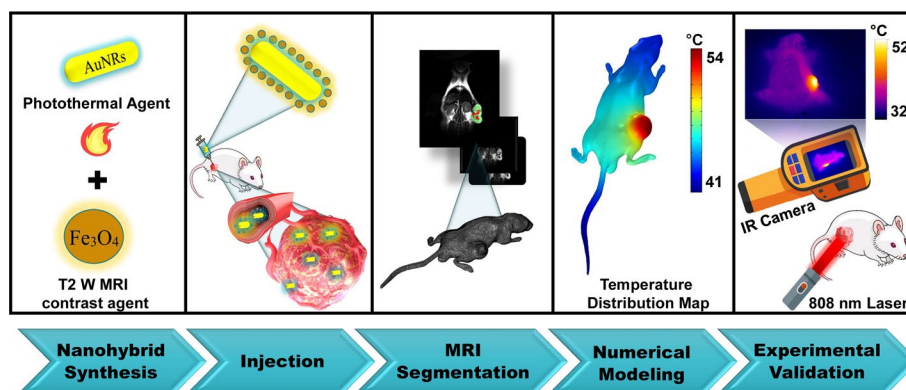 AuNRs
Photothermal Agent
+
Fe₃O₄
T2 W MRI
contrast agent
°C
54
41
Temperature
Distribution Map
°C
52
32
IR Camera
808 nm Laser
Nanohybrid
Synthesis
Injection
MRI
Segmentation
Numerical
Modeling
Experimental
Validation